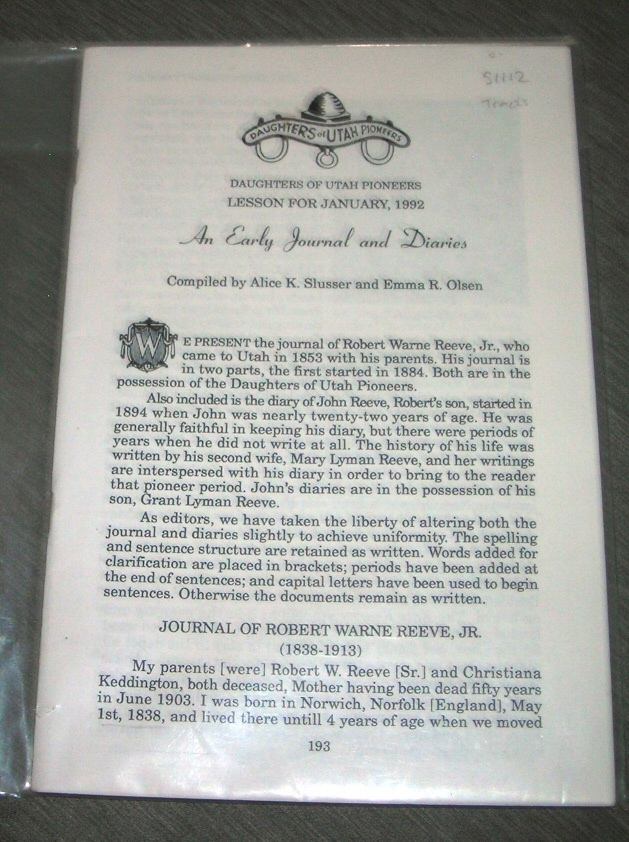 S1112
DAUGHTERS of UTAH PIONEERS
DAUGHTERS OF UTAH PIONEERS
LESSON FOR JANUARY, 1992
An Early Journal and Diaries
Compiled by Alice K. Slusser and Emma R. Olsen
WE PRESENT the journal of Robert Warne Reeve, Jr., who
came to Utah in 1853 with his parents. His journal is
in two parts, the first started in 1884. Both are in the
possession of the Daughters of Utah Pioneers.
Also included is the diary of John Reeve, Robert's son, started in
1894 when John was nearly twenty-two years of age. He was
generally faithful in keeping his diary, but there were periods of
years when he did not write at all. The history of his life was
written by his second wife, Mary Lyman Reeve, and her writings
are interspersed with his diary in order to bring to the reader
that pioneer period. John's diaries are in the possession of his
son, Grant Lyman Reeve.
As editors, we have taken the liberty of altering both the
journal and diaries slightly to achieve uniformity. The spelling
and sentence structure are retained as written. Words added for
clarification are placed in brackets; periods have been added at
the end of sentences; and capital letters have been used to begin
sentences. Otherwise the documents remain as written.
JOURNAL OF ROBERT WARNE REEVE, JR.
(1838-1913)
My parents [were] Robert W. Reeve [Sr.] and Christiana
Keddington, both deceased, Mother having been dead fifty years
in June 1903. I was born in Norwich, Norfolk [England], May
1st, 1838, and lived there untill 4 years of age when we moved
193